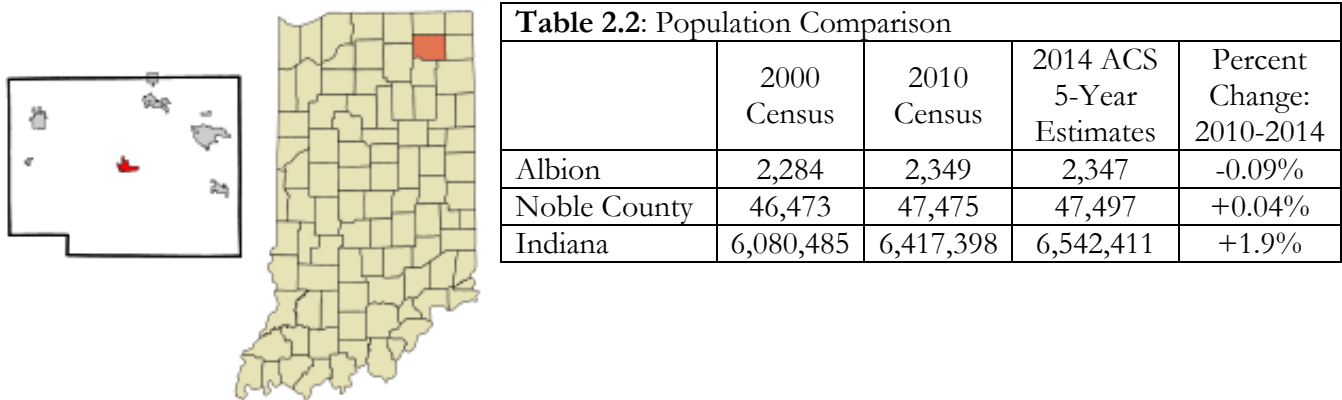 Table 2.2: Population Comparison
2000 Census 2010 Census 2014 ACS 5-Year Estimates Percent Change: 2010-2014
Albion 2,284 2,349 2,347 -0.09%
Noble County 46,473 47,475 47,497 +0.04%
Indiana 6,080,485 6,417,398 6,542,411 +1.9%